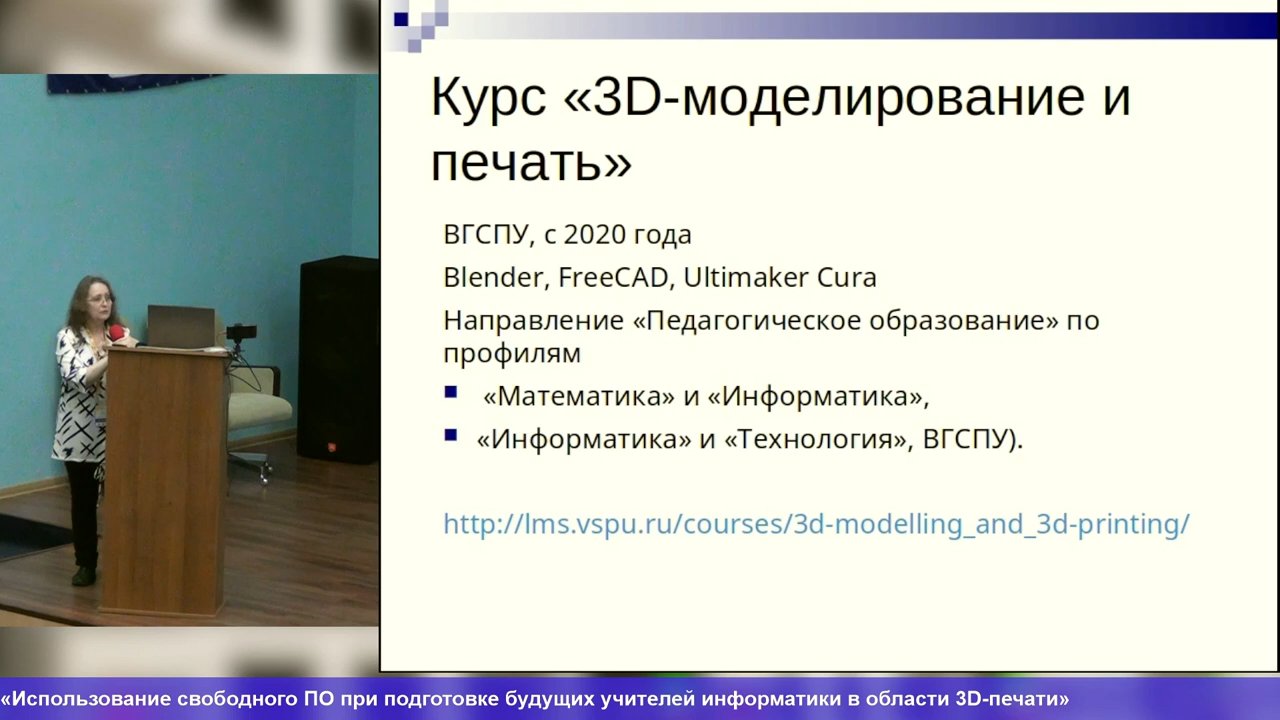 Курс «3D-моделирование и
печать»
ВГСПУ, с 2020 года
Blender, FreeCAD, Ultimaker Cura
Направление «Педагогическое образование» по
профилям
«Математика» и «Информатика»,
«Информатика» и «Технология», ВГСПУ).
http://lms.vspu.ru/courses/3d-modelling_and_3d-printing/
«Использование свободного ПО при подготовке будущих учителей информатики в области 3D-печати»